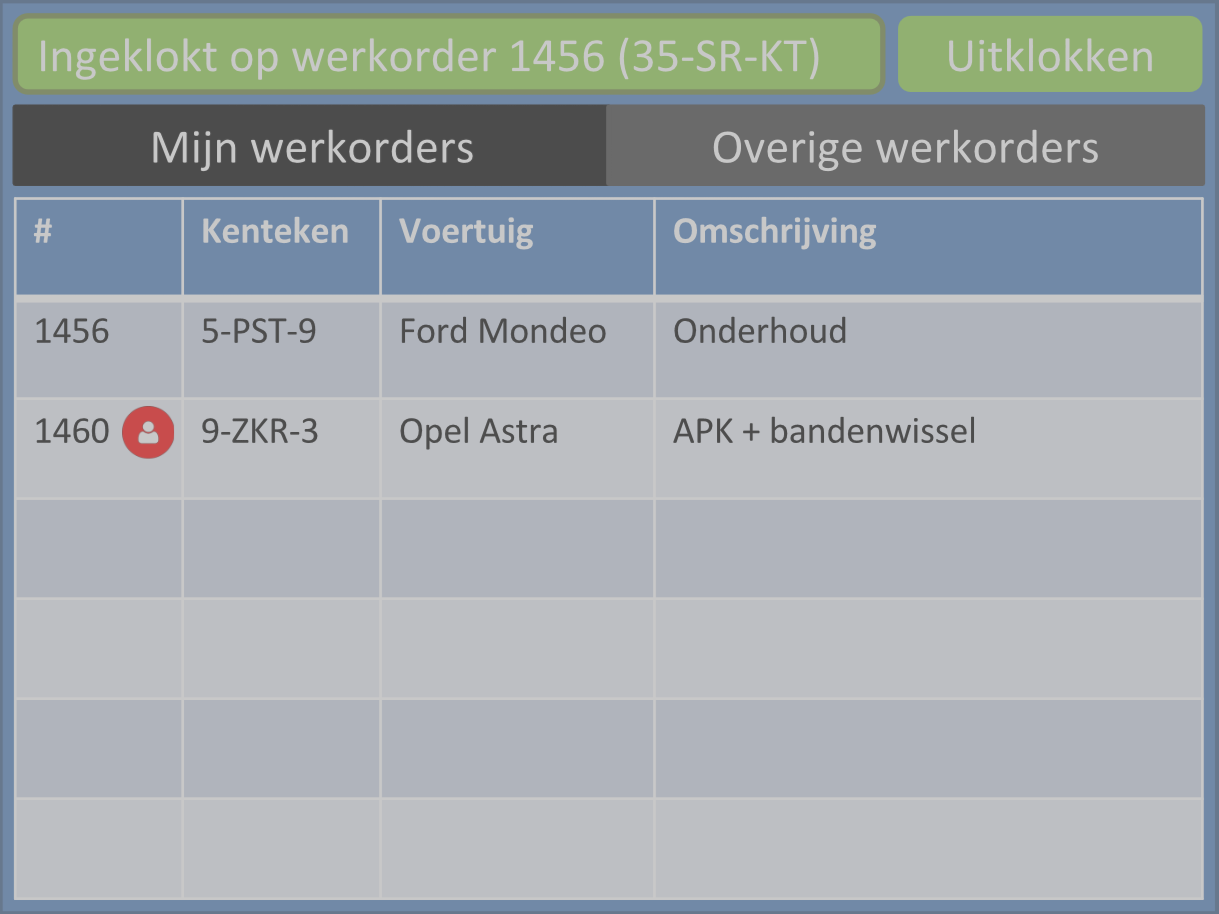 Ingeklokt op werkorder 1456 (35-SR-KT)
Uitklokken
Mijn werkorders
Overige werkorders
# Kenteken Voertuig Omschrijving
1456 5-PST-9 Ford Mondeo Onderhoud
1460 9-ZKR-3 Opel Astra APK + bandenwissel